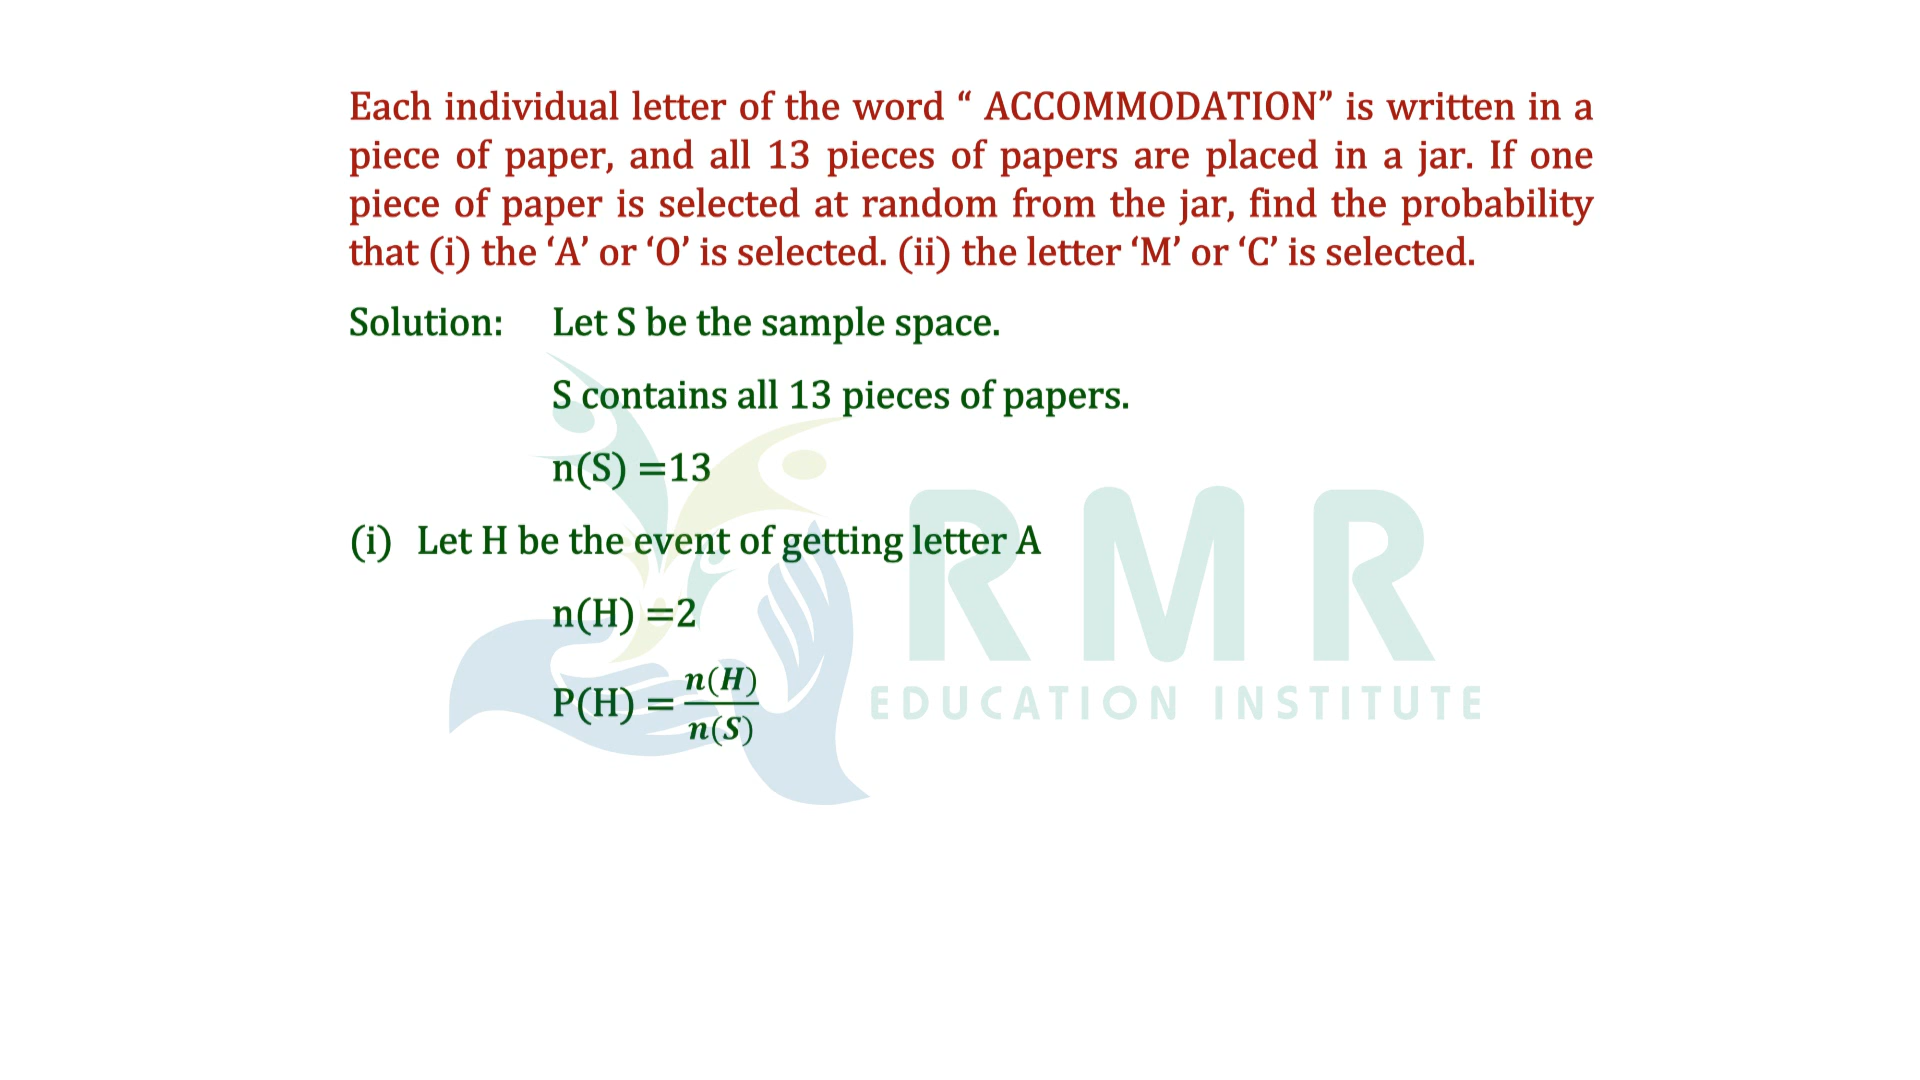 Each individual letter of the word “ ACCOMMODATION” is written in a
piece of paper, and all 13 pieces of papers are placed in a jar. If one
piece of paper is selected at random from the jar, find the probability
that (i) the ‘A’ or ‘O’ is selected. (ii) the letter ‘M’ or ‘C’ is selected.
Solution: Let S be the sample space.
S contains all 13 pieces of papers.
n(S) =13
(i) Let H be the event of getting letter A
n(H) =2
P(H) = n(H)/n(S)
RMR
EDUCATION INSTITUTE